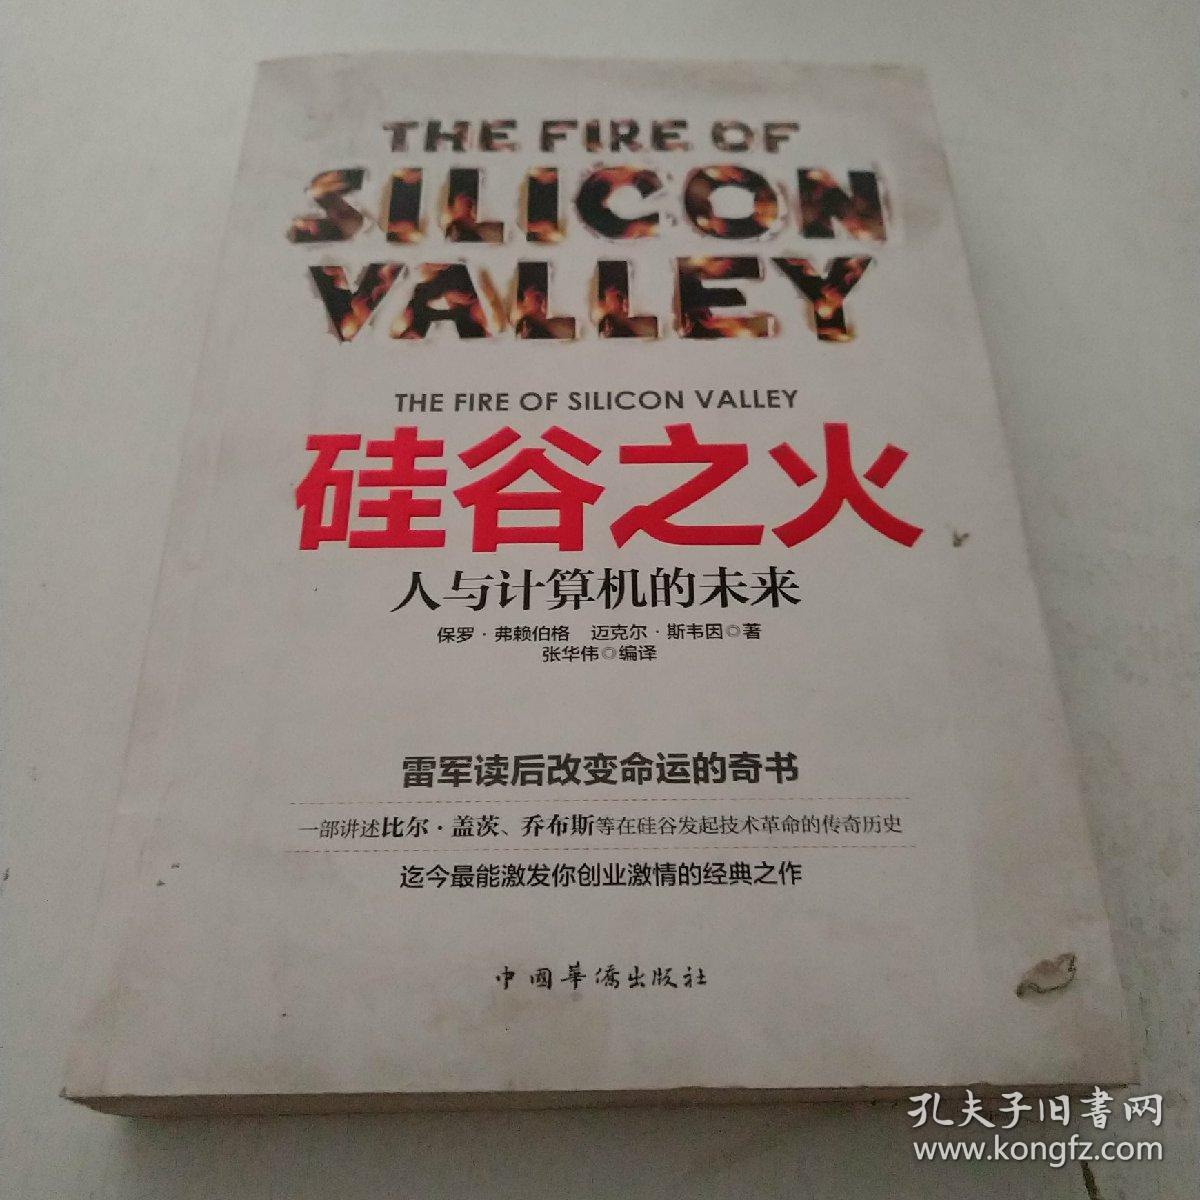 THE FIRE OF
SILICON
VALLEY
THE FIRE OF SILICON VALLEY
硅谷之火
人与计算机的未来
保罗·弗赖伯格 迈克尔·斯韦因◎著
张华伟◎编译
雷军读后改变命运的奇书
一部讲述比尔·盖茨、乔布斯等在硅谷发起技术革命的传奇历史
迄今最能激发你创业激情的经典之作
中国华侨出版社
孔夫子旧書网
www.kongfz.com